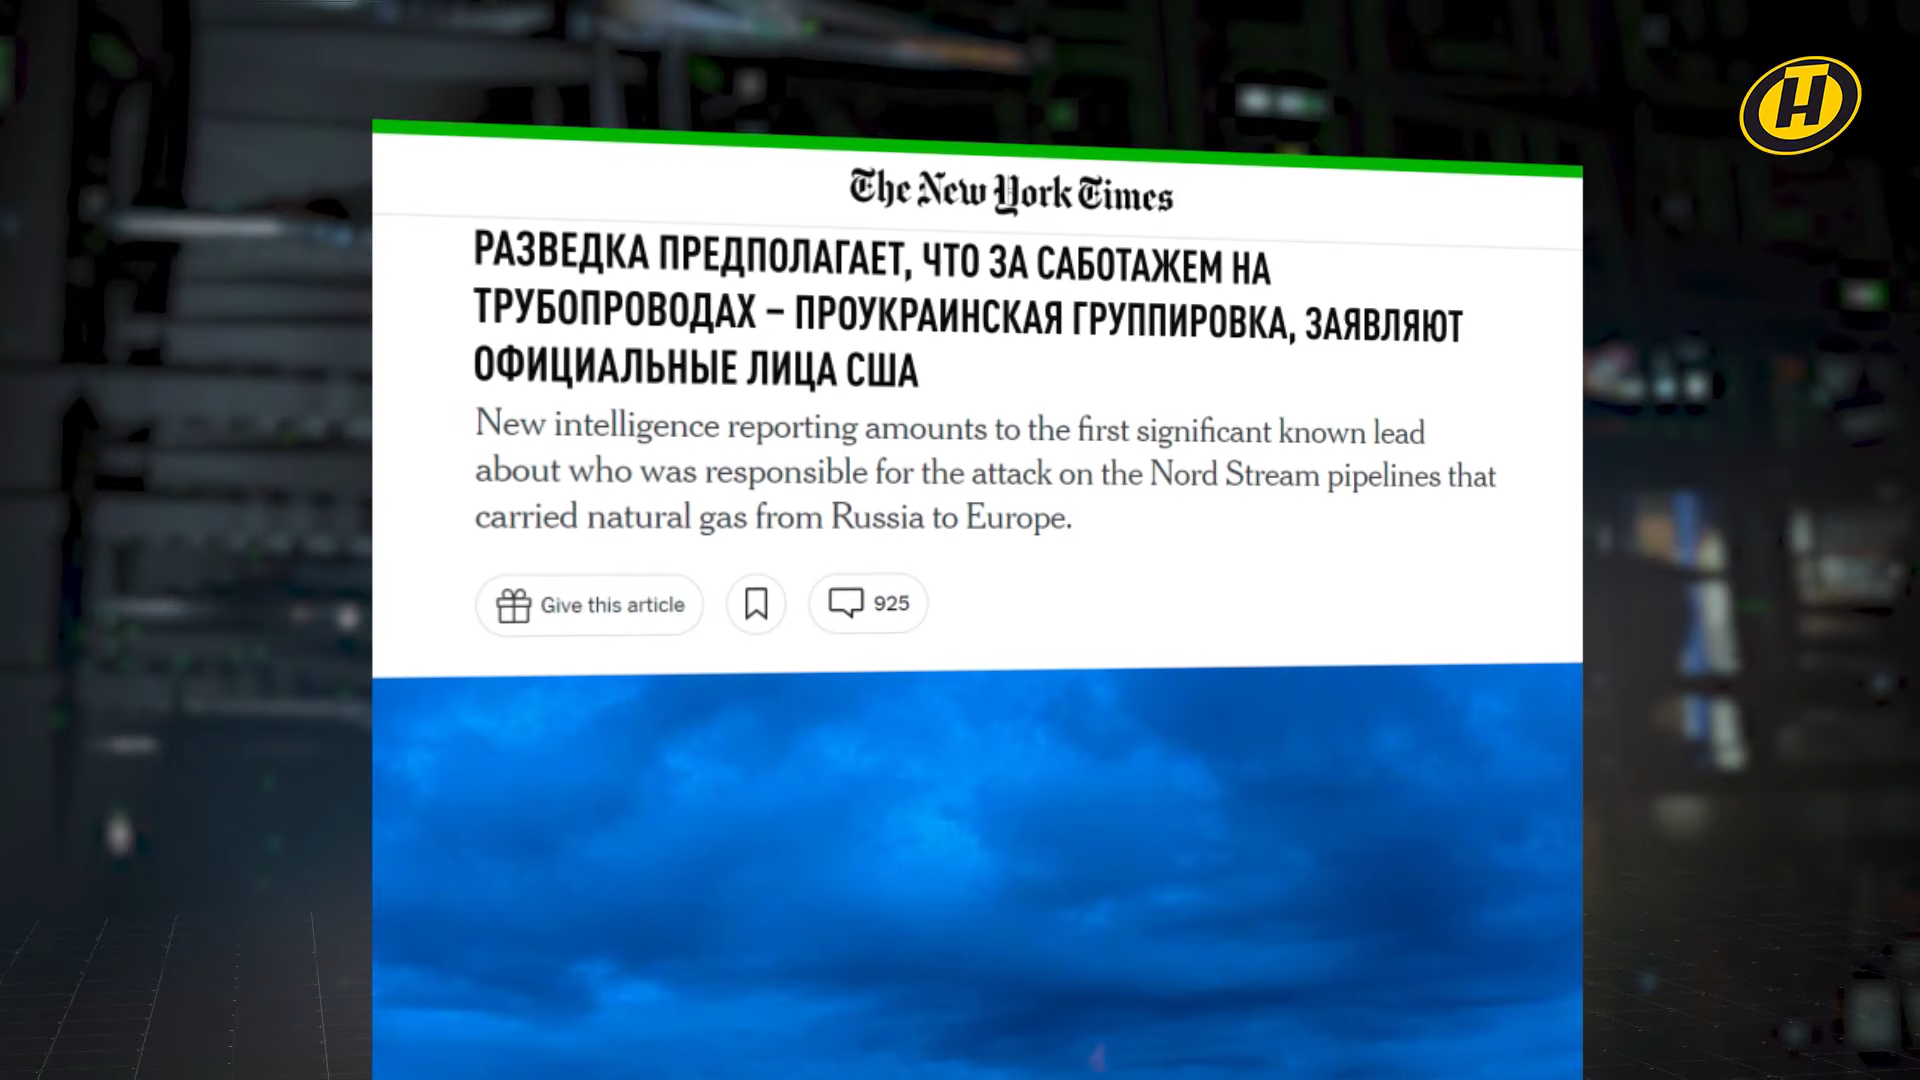 The New York Times
РАЗВЕДКА ПРЕДПОЛАГАЕТ, ЧТО ЗА САБОТАЖЕМ НА
ТРУБОПРОВОДАХ – ПРОУКРАИНСКАЯ ГРУППИРОВКА, ЗАЯВЛЯЮТ
ОФИЦИАЛЬНЫЕ ЛИЦА США
New intelligence reporting amounts to the first significant known lead
about who was responsible for the attack on the Nord Stream pipelines that
carried natural gas from Russia to Europe.
Give this article
925
НТ